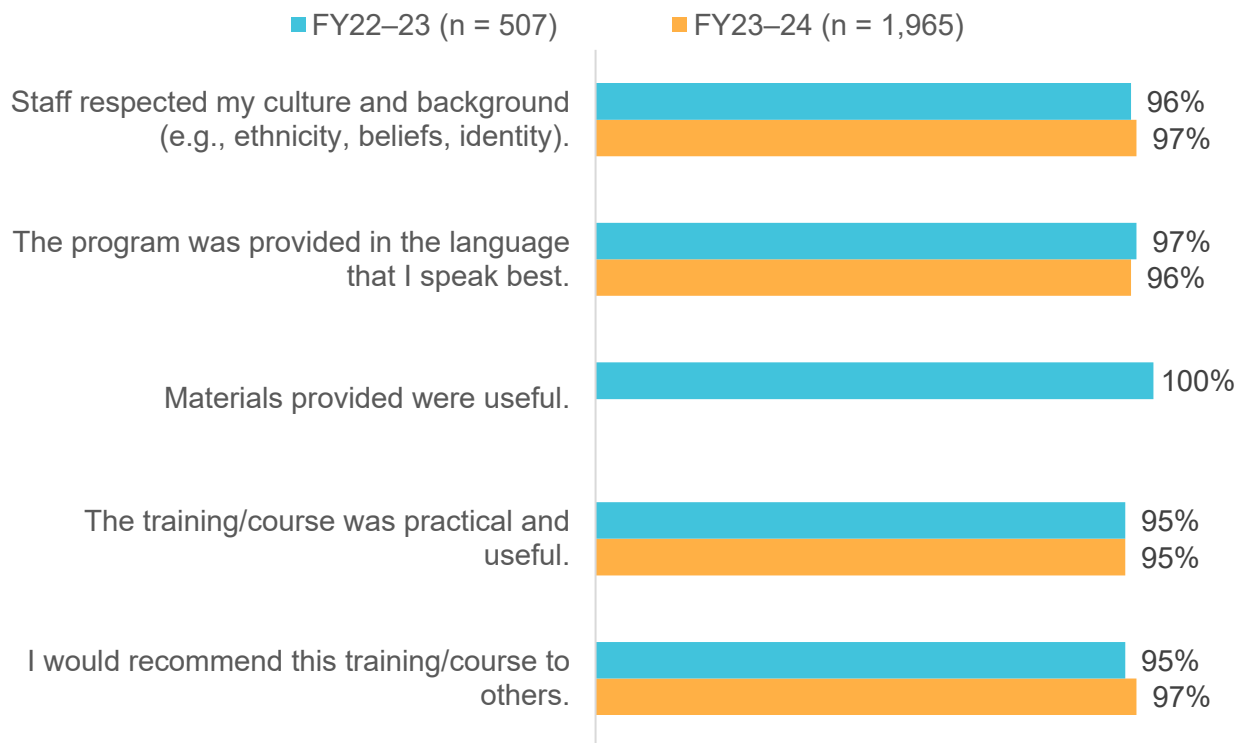 FY22–23 (n = 507) FY23–24 (n = 1,965)
Staff respected my culture and background
(e.g., ethnicity, beliefs, identity).
96%
97%
The program was provided in the language
that I speak best.
97%
96%
Materials provided were useful.
100%
The training/course was practical and
useful.
95%
95%
I would recommend this training/course to
others.
95%
97%